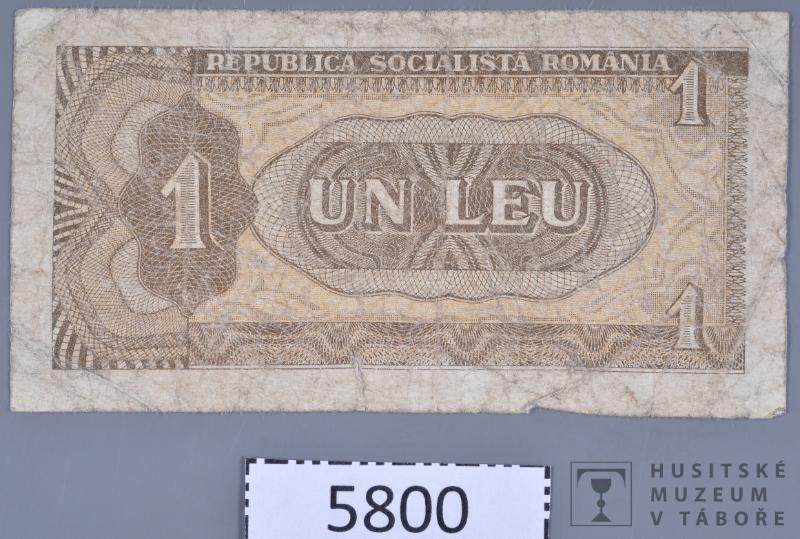 REPUBLICA SOCIALISTĂ ROMÂNIA
1
1
UN LEU
1
5800
HUSITSKÉ
MUZEUM
V TÁBOŘE